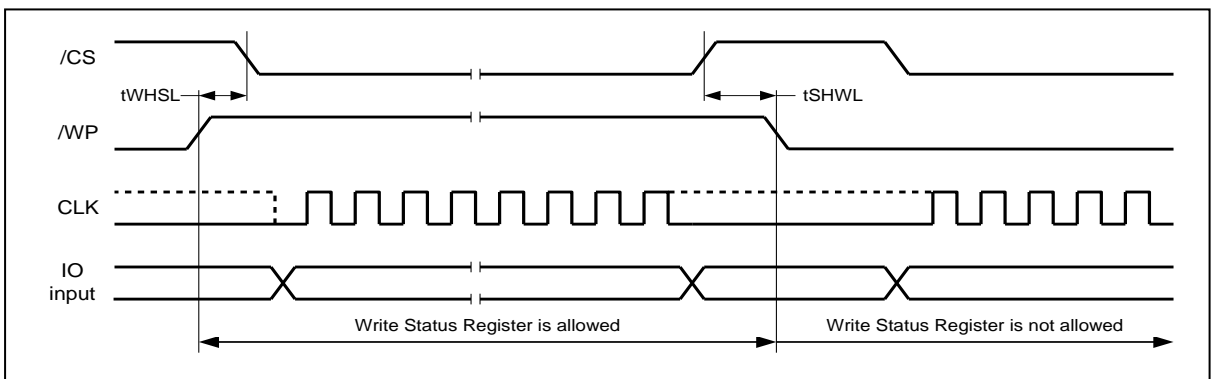 /CS
tWHSL
tSHWL
/WP
CLK
IO
input
Write Status Register is allowed
Write Status Register is not allowed